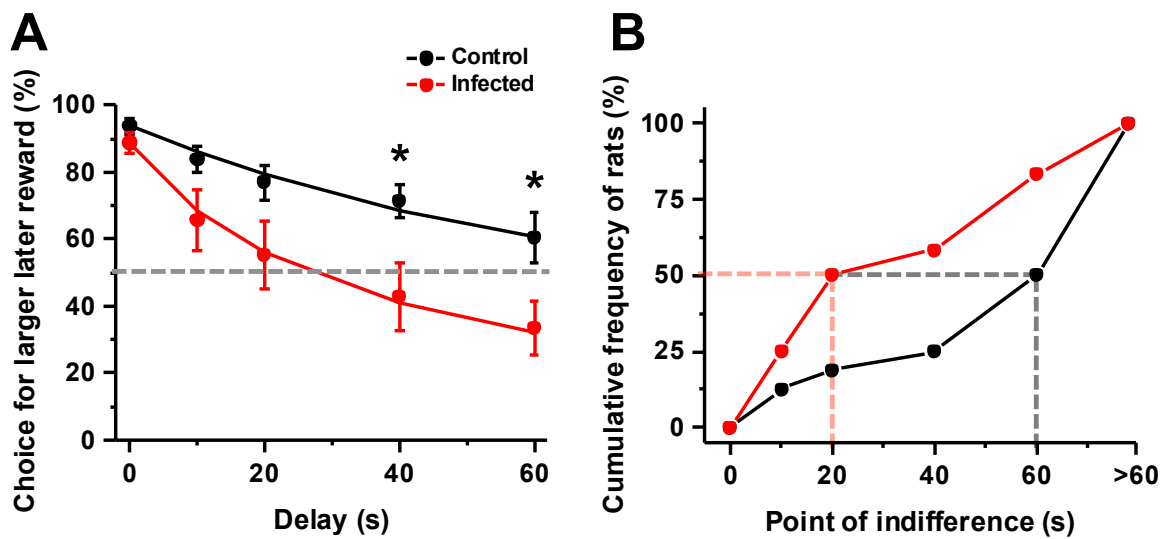 A
Control
Infected
Choice for larger later reward (%)
100
80
60
40
20
0
*
*
0
20
40
60
Delay (s)
B
Cumulative frequency of rats (%)
100
75
50
25
0
0
20
40
60
>60
Point of indifference (s)